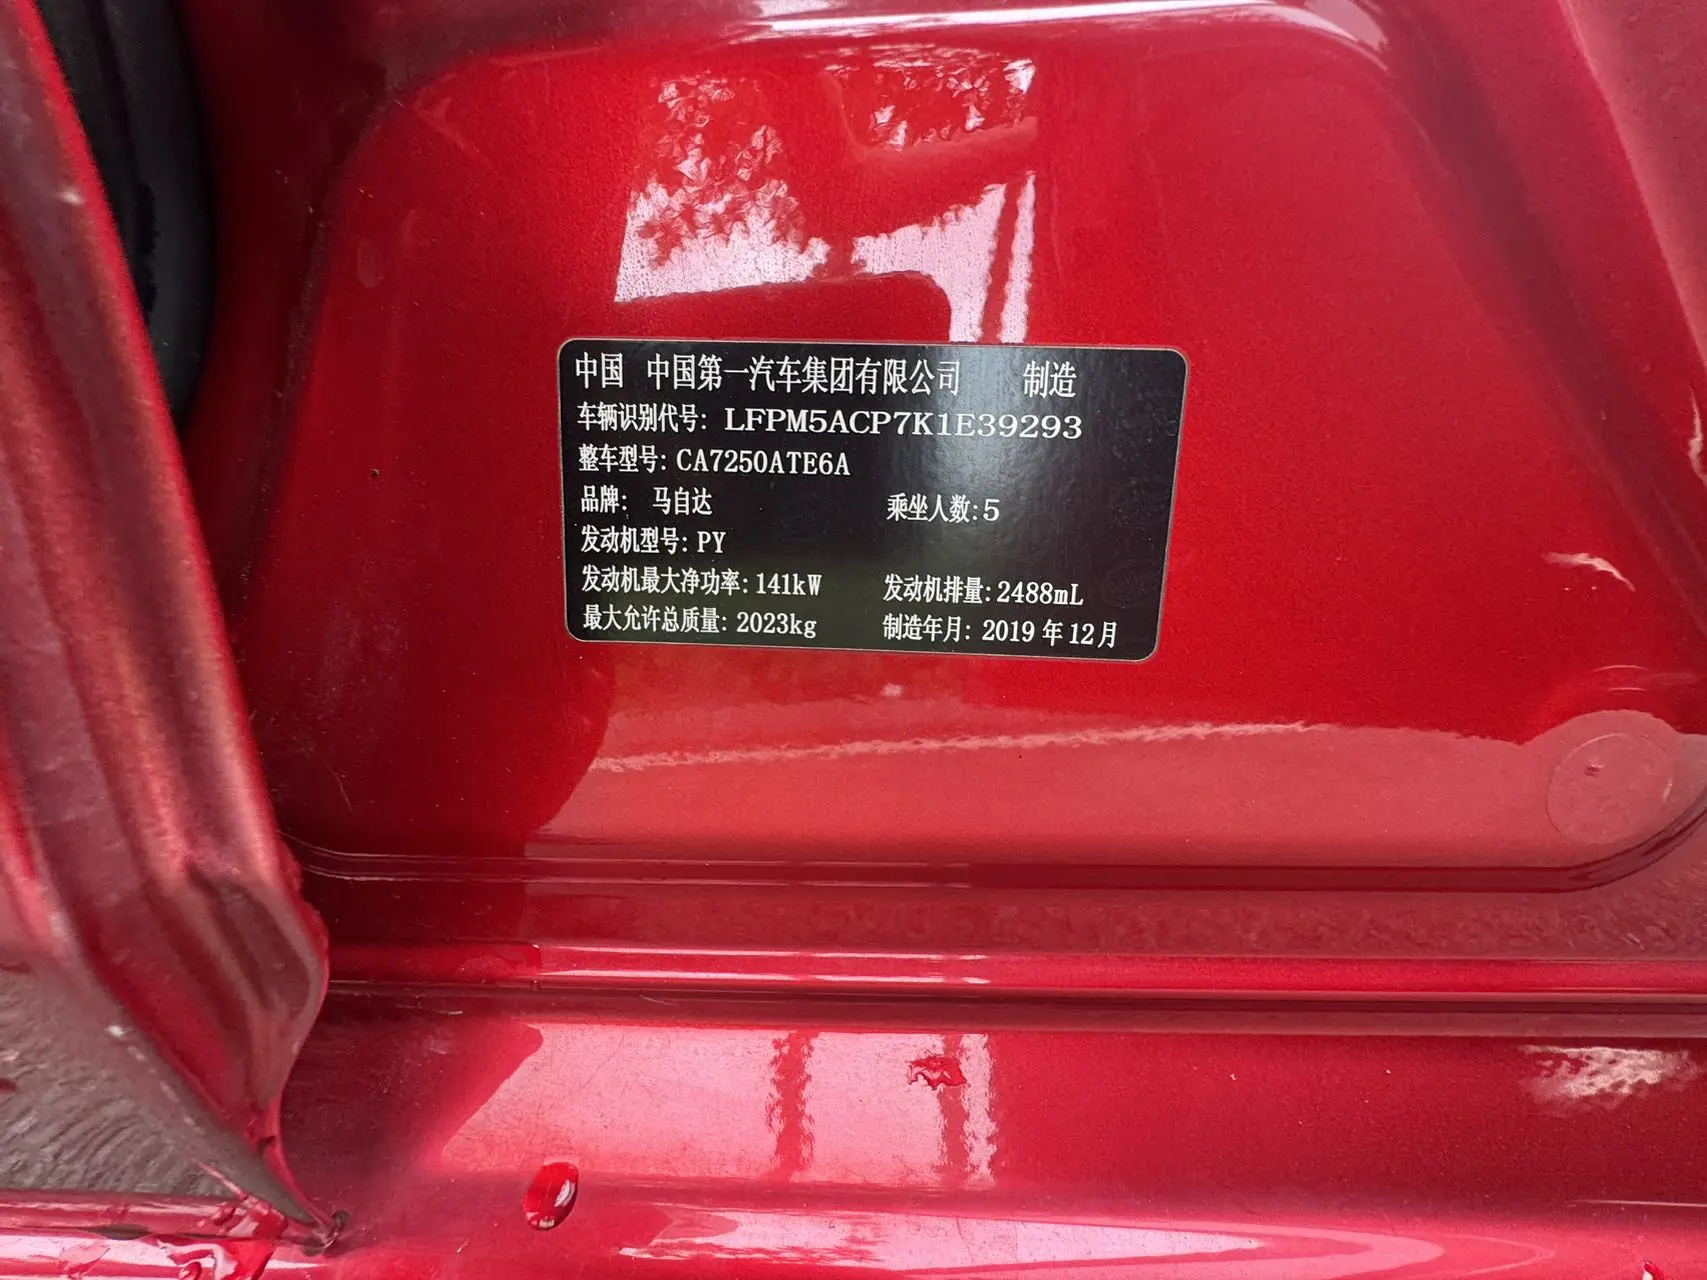 中国 中国第一汽车集团有限公司 制造
车辆识别代号: LFPM5ACP7K1E39293
整车型号: CA7250ATE6A
品牌: 马自达 乘坐人数: 5
发动机型号: PY
发动机最大净功率: 141kW 发动机排量: 2488mL
最大允许总质量: 2023kg 制造年月: 2019 年 12 月